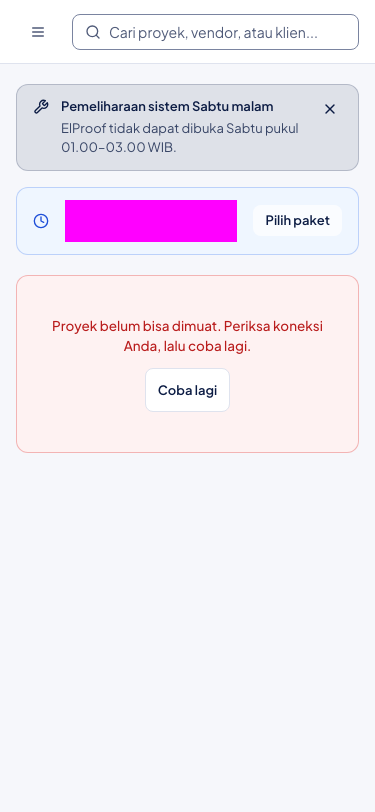 Cari proyek, vendor, atau klien...
Pemeliharaan sistem Sabtu malam
ElProof tidak dapat dibuka Sabtu pukul
01.00–03.00 WIB.
Pilih paket
Proyek belum bisa dimuat. Periksa koneksi
Anda, lalu coba lagi.
Coba lagi